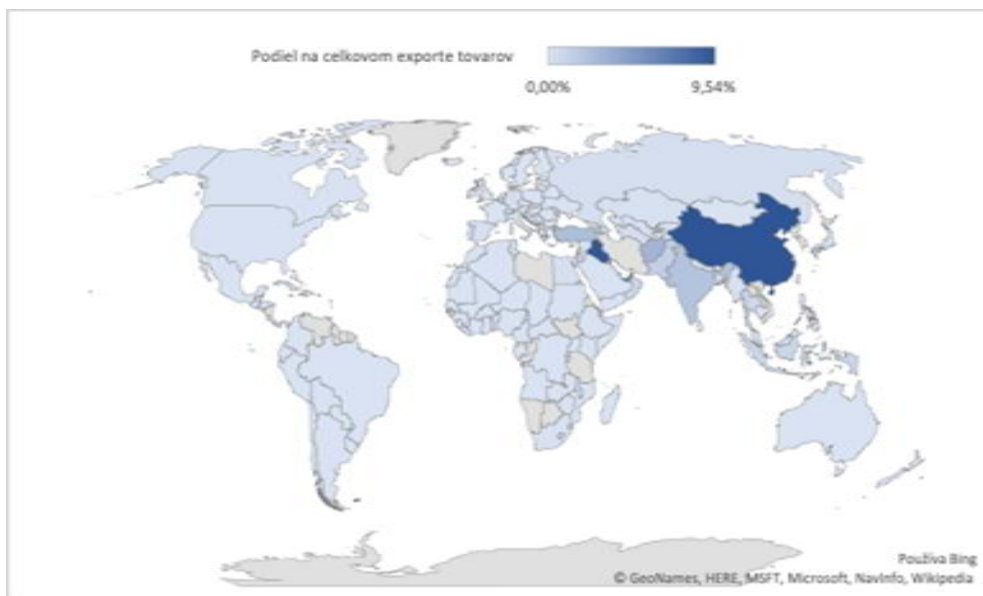 Podiel na celkovom exporte tovarov
0,00%
9,54%
Používa Bing
© GeoNames, HERE, MSFT, Microsoft, NavInfo, Wikipedia